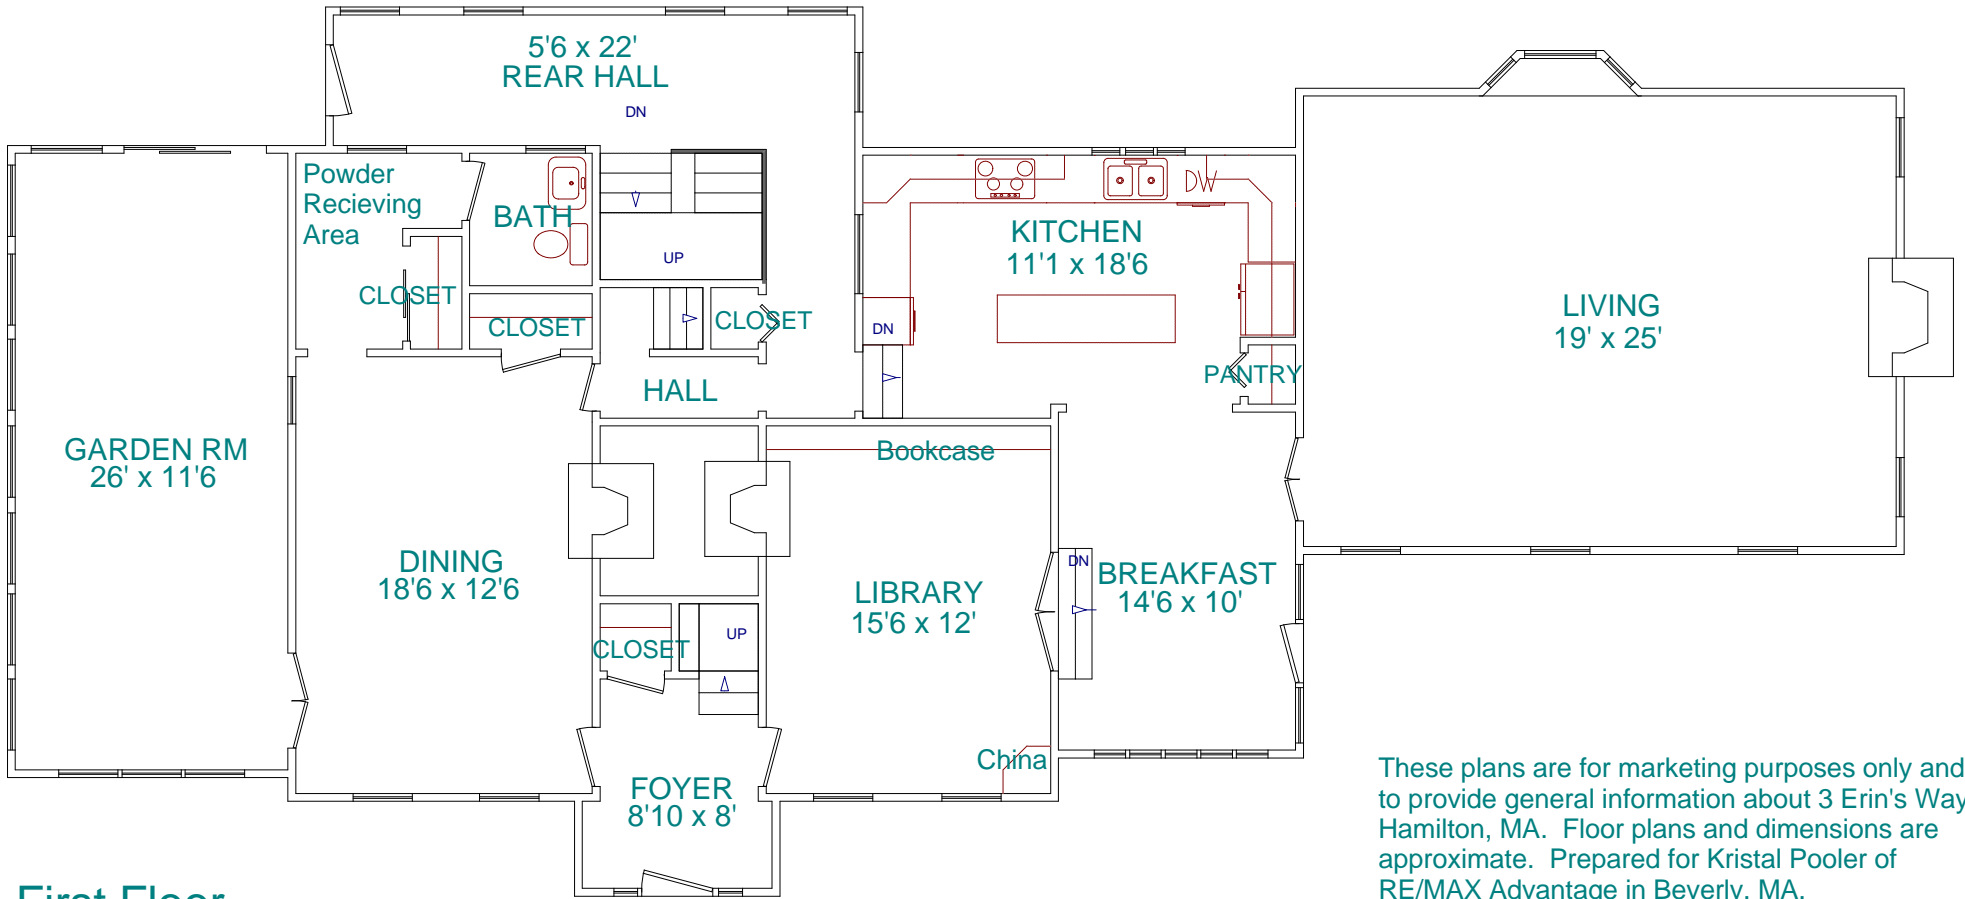 5'6 x 22'
REAR HALL
DN
Powder
Recieving
Area
BATH
UP
CLOSET
CLOSET
CLOSET
HALL
KITCHEN
11'1 x 18'6
DW
DN
PANTRY
LIVING
19' x 25'
GARDEN RM
26' x 11'6
DINING
18'6 x 12'6
Bookcase
LIBRARY
15'6 x 12'
DN
BREAKFAST
14'6 x 10'
CLOSET
UP
China
FOYER
8'10 x 8'
First Floor
These plans are for marketing purposes only and
to provide general information about 3 Erin's Way
Hamilton, MA. Floor plans and dimensions are
approximate. Prepared for Kristal Pooler of
RE/MAX Advantage in Beverly, MA.